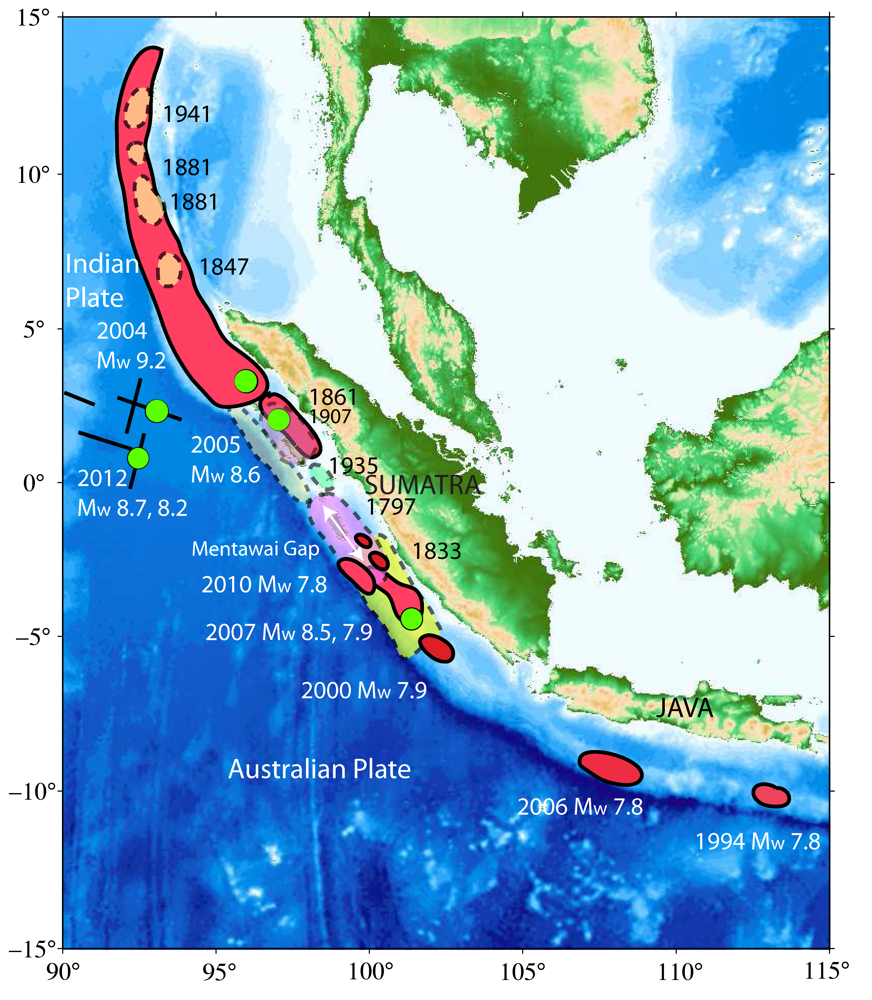 15°
1941
1881
10°
1881
Indian
1847
Plate
5°
2004
Mw 9.2
1861
1907
2005
1935
Mw 8.6
2012
0°
SUMATRA
Mw 8.7, 8.2
1797
Mentawai Gap
1833
2010 Mw 7.8
2007 Mw 8.5, 7.9
−5°
2000 Mw 7.9
JAVA
Australian Plate
−10°
2006 Mw 7.8
1994 Mw 7.8
−15°
90° 95° 100° 105° 110° 115°